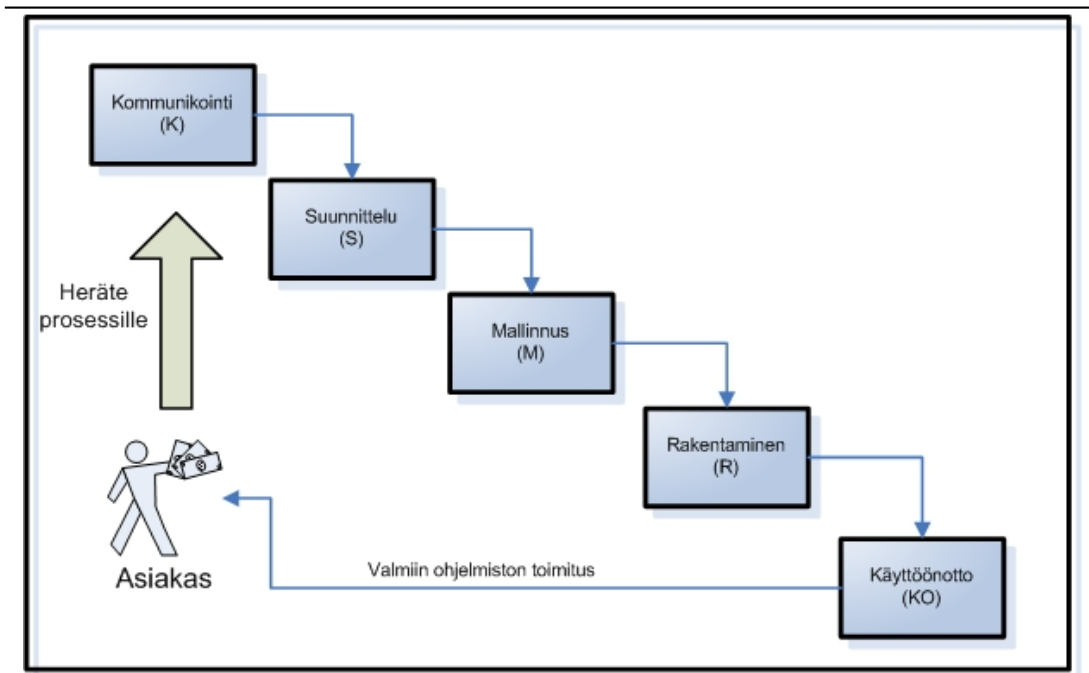 Kommunikointi
(K)
Suunnittelu
(S)
Mallinnus
(M)
Rakentaminen
(R)
Käyttöönotto
(KO)
Heräte
prosessille
Asiakas
Valmiin ohjelmiston toimitus